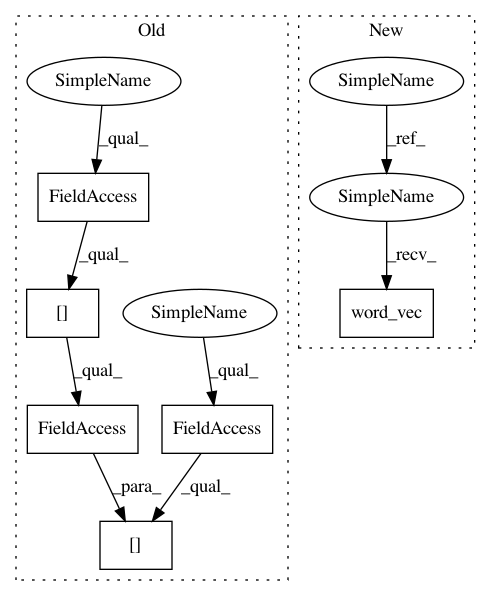 Old
New
SimpleName
SimpleName
_qual_
_ref_
FieldAccess
SimpleName
_qual_
_recv_
[]
SimpleName
word_vec
_qual_
_qual_
FieldAccess
FieldAccess
_para_
_qual_
[]